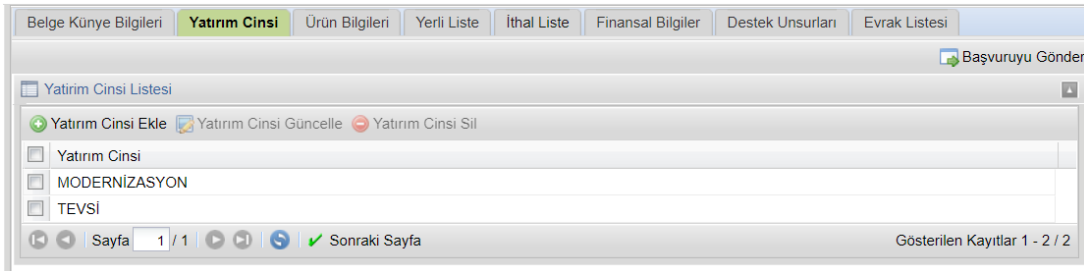 Belge Künye Bilgileri Yatırım Cinsi Ürün Bilgileri Yerli Liste İthal Liste Finansal Bilgiler Destek Unsurları Evrak Listesi
Başvuruyu Gönder
Yatirim Cinsi Listesi
Yatırım Cinsi Ekle Yatırım Cinsi Güncelle Yatırım Cinsi Sil
Yatırım Cinsi
MODERNİZASYON
TEVSİ
Sayfa 1 / 1 Sonraki Sayfa Gösterilen Kayıtlar 1 - 2 / 2